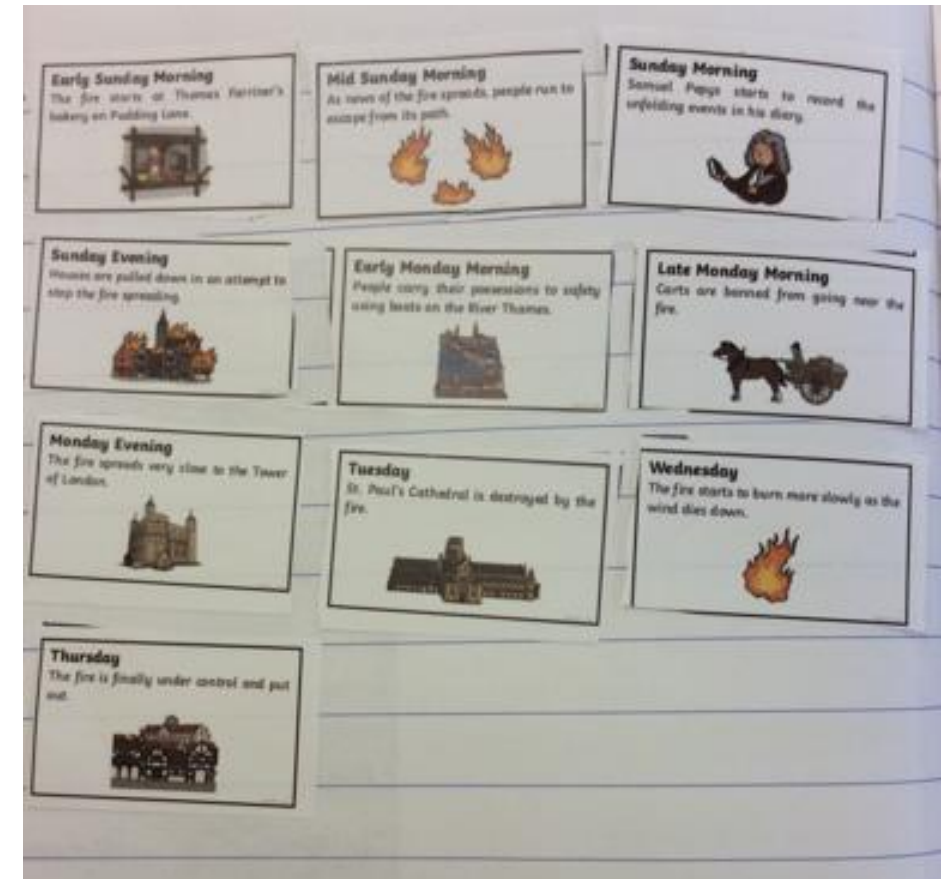 Early Sunday Morning
The fire starts at Thomas Farriner's
bakery on Pudding Lane.
Mid Sunday Morning
As news of the fire spreads, people run to
escape from its path.
Sunday Morning
Samuel Pepys starts to record the
unfolding events in his diary.
Sunday Evening
Houses are pulled down in an attempt to
stop the fire spreading.
Early Monday Morning
People carry their possessions to safety
using boats on the River Thames.
Late Monday Morning
Carts are banned from going near the
fire.
Monday Evening
The fire spreads very close to the Tower
of London.
Tuesday
St. Paul's Cathedral is destroyed by the
fire.
Wednesday
The fire starts to burn more slowly as the
wind dies down.
Thursday
The fire is finally under control and put
out.